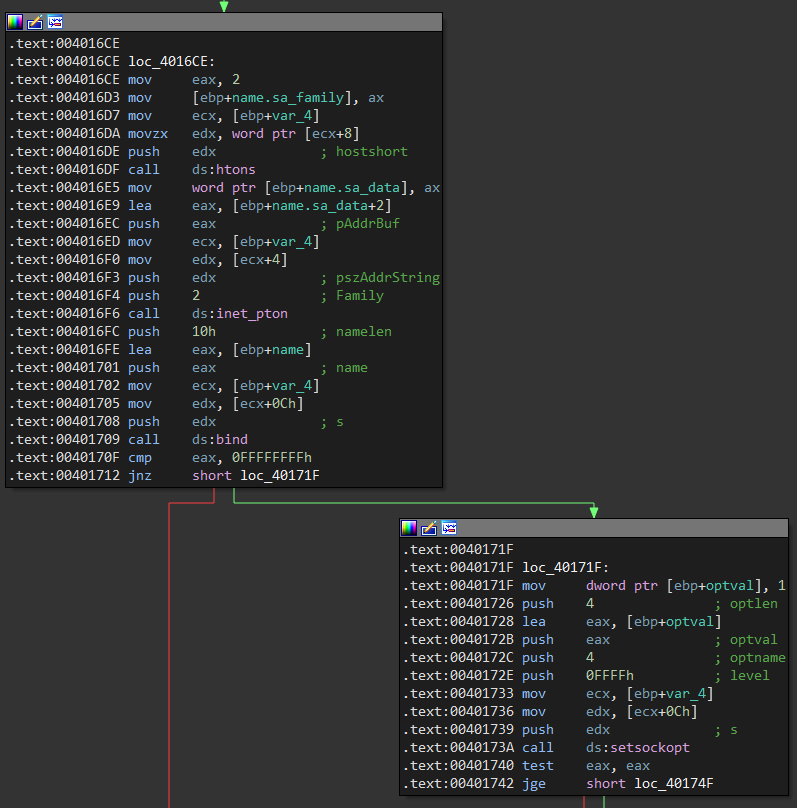 .text:004016CE
.text:004016CE loc_4016CE:
.text:004016CE mov eax, 2
.text:004016D3 mov [ebp+name.sa_family], ax
.text:004016D7 mov ecx, [ebp+var_4]
.text:004016DA movzx edx, word ptr [ecx+8]
.text:004016DE push edx ; hostshort
.text:004016DF call ds:htons
.text:004016E5 mov word ptr [ebp+name.sa_data], ax
.text:004016E9 lea eax, [ebp+name.sa_data+2]
.text:004016EC push eax ; pAddrBuf
.text:004016ED mov ecx, [ebp+var_4]
.text:004016F0 mov edx, [ecx+4]
.text:004016F3 push edx ; pszAddrString
.text:004016F4 push 2 ; Family
.text:004016F6 call ds:inet_pton
.text:004016FC push 10h ; namelen
.text:004016FE lea eax, [ebp+name]
.text:00401701 push eax ; name
.text:00401702 mov ecx, [ebp+var_4]
.text:00401705 mov edx, [ecx+0Ch]
.text:00401708 push edx ; s
.text:00401709 call ds:bind
.text:0040170F cmp eax, 0FFFFFFFFh
.text:00401712 jnz short loc_40171F
.text:0040171F
.text:0040171F loc_40171F:
.text:0040171F mov dword ptr [ebp+optval], 1
.text:00401726 push 4 ; optlen
.text:00401728 lea eax, [ebp+optval]
.text:0040172B push eax ; optval
.text:0040172C push 4 ; optname
.text:0040172E push 0FFFFh ; level
.text:00401733 mov ecx, [ebp+var_4]
.text:00401736 mov edx, [ecx+0Ch]
.text:00401739 push edx ; s
.text:0040173A call ds:setsockopt
.text:00401740 test eax, eax
.text:00401742 jge short loc_40174F